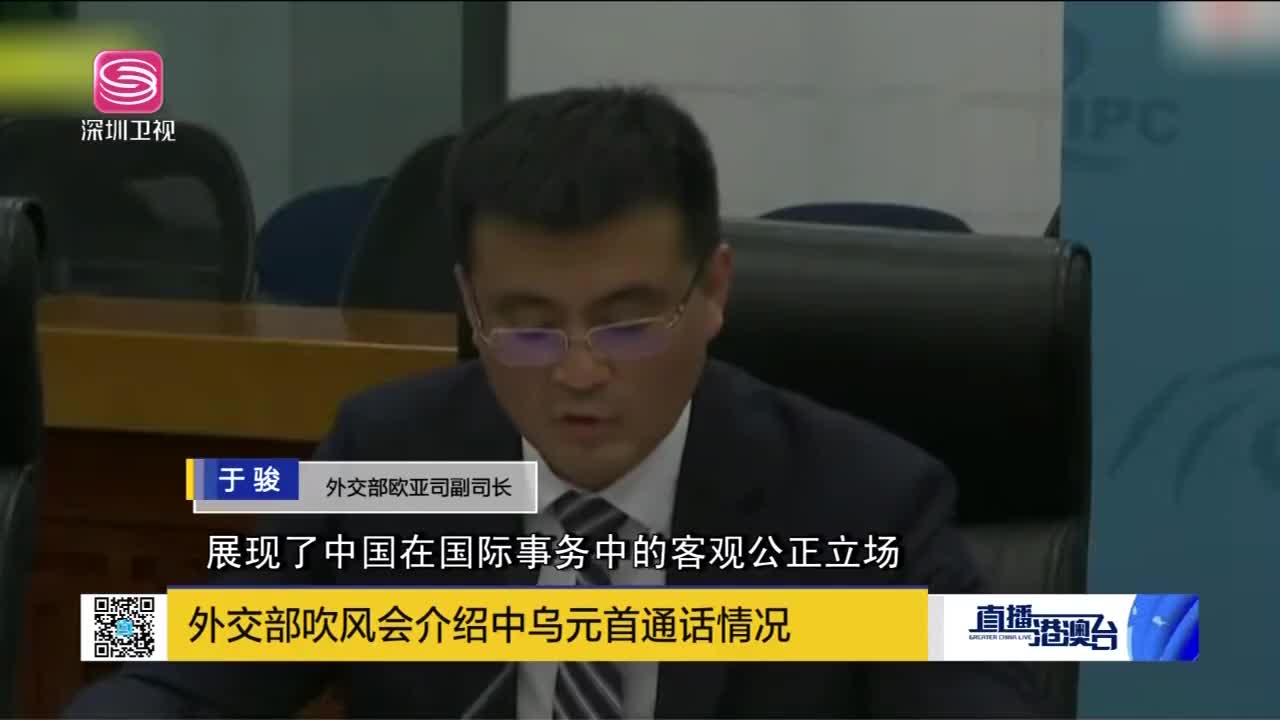 深圳卫视
IPC
于骏
外交部欧亚司副司长
展现了中国在国际事务中的客观公正立场
外交部吹风会介绍中乌元首通话情况
直播港澳台
GREATER CHINA LIVE